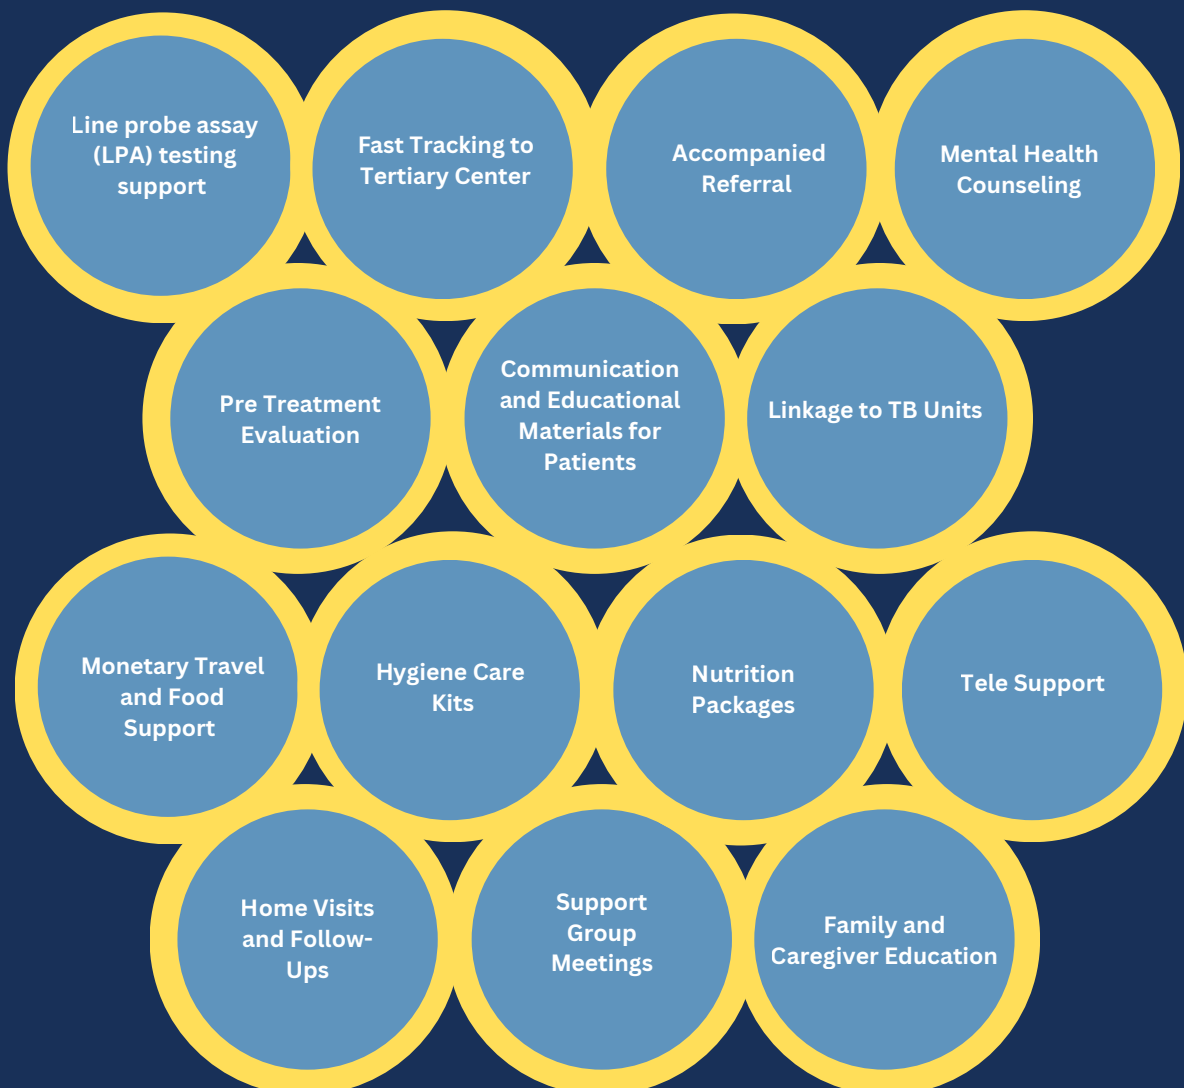 Line probe assay
(LPA) testing
support
Fast Tracking to
Tertiary Center
Accompanied
Referral
Mental Health
Counseling
Pre Treatment
Evaluation
Communication
and Educational
Materials for
Patients
Linkage to TB Units
Monetary Travel
and Food
Support
Hygiene Care
Kits
Nutrition
Packages
Tele Support
Home Visits
and Follow-
Ups
Support
Group
Meetings
Family and
Caregiver Education